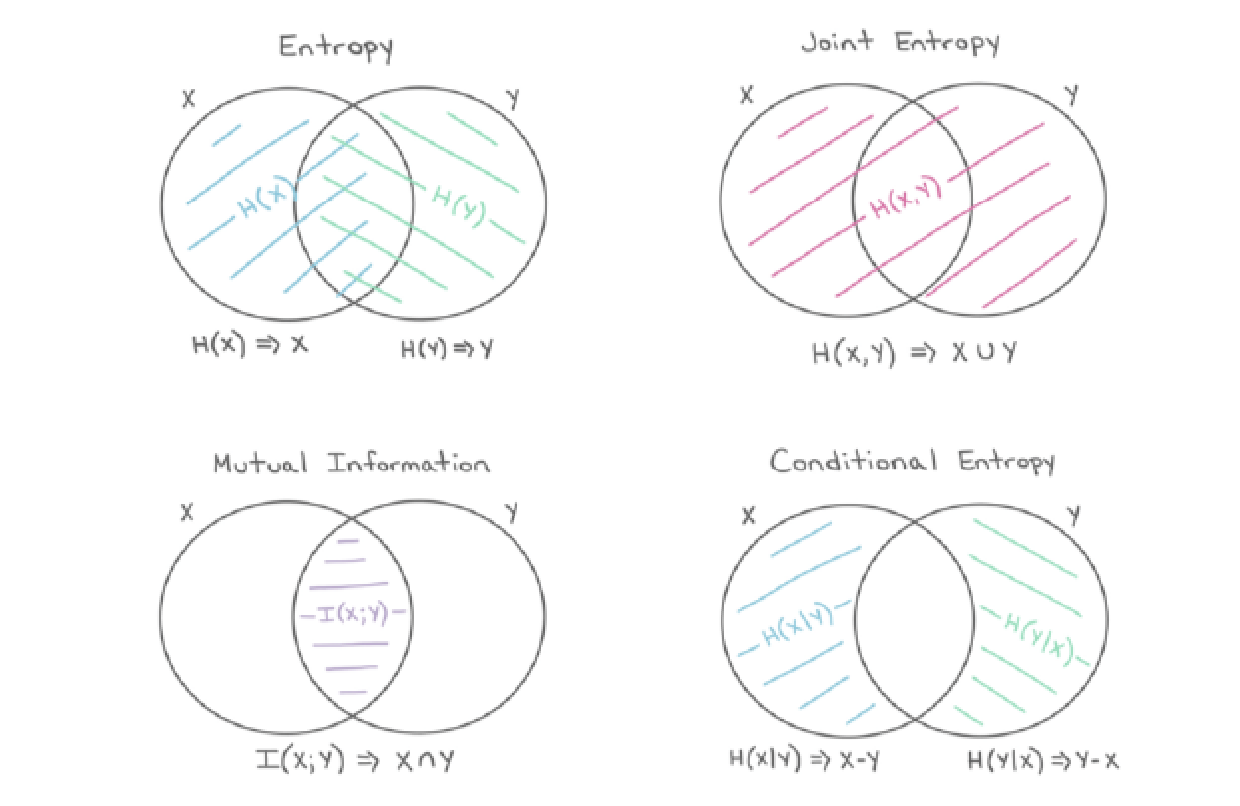 Entropy
X
Y
H(X)
H(Y)
H(X) ⇒ X
H(Y) ⇒ Y
Joint Entropy
X
Y
H(X,Y)
H(X,Y) ⇒ X ∪ Y
Mutual Information
X
Y
I(X;Y)
I(X;Y) ⇒ X ∩ Y
Conditional Entropy
X
Y
H(X|Y)
H(Y|X)
H(X|Y) ⇒ X-Y
H(Y|X) ⇒ Y-X